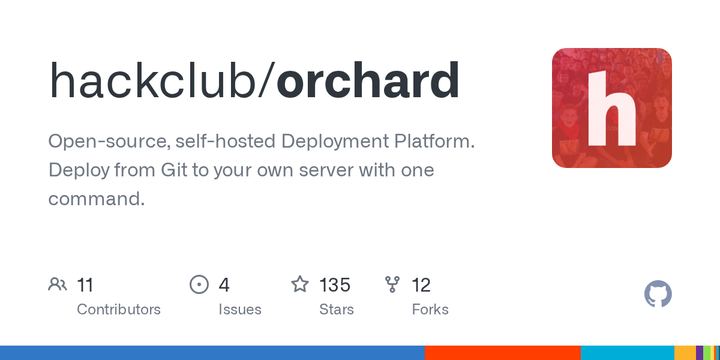 hackclub/orchard
h
Open-source, self-hosted Deployment Platform.
Deploy from Git to your own server with one
command.
11
Contributors
4
Issues
135
Stars
12
Forks